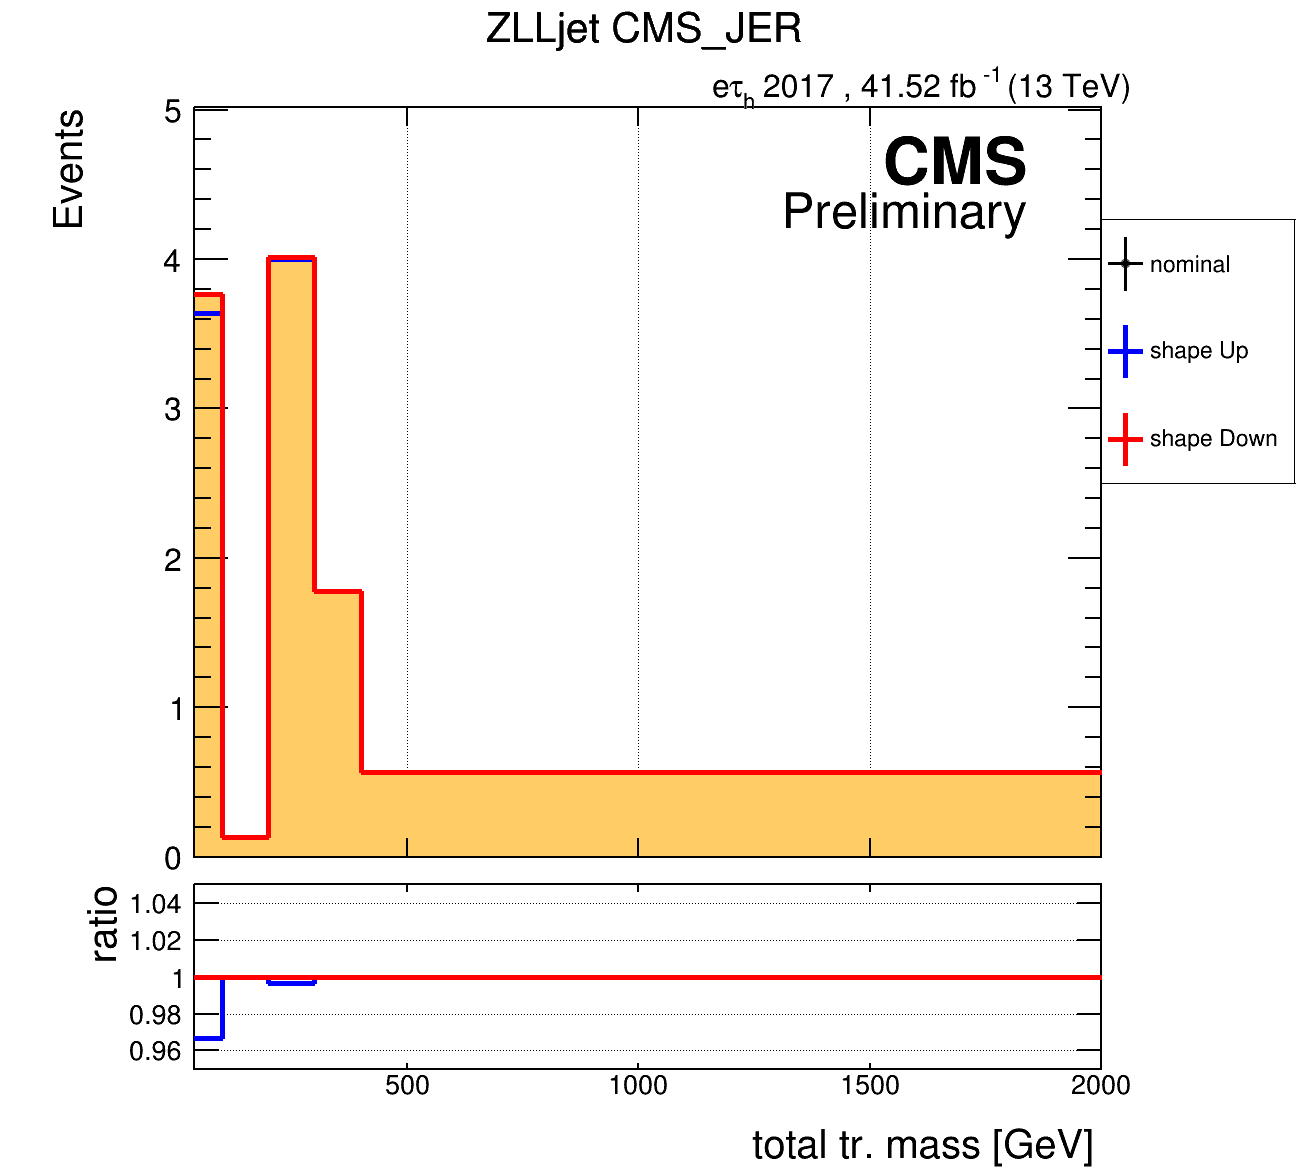 ZLLjet CMS_JER
eτh 2017 , 41.52 fb-1 (13 TeV)
Events
5
4
3
2
1
0
CMS
Preliminary
nominal
shape Up
shape Down
ratio
1.04
1.02
1
0.98
0.96
500 1000 1500 2000
total tr. mass [GeV]